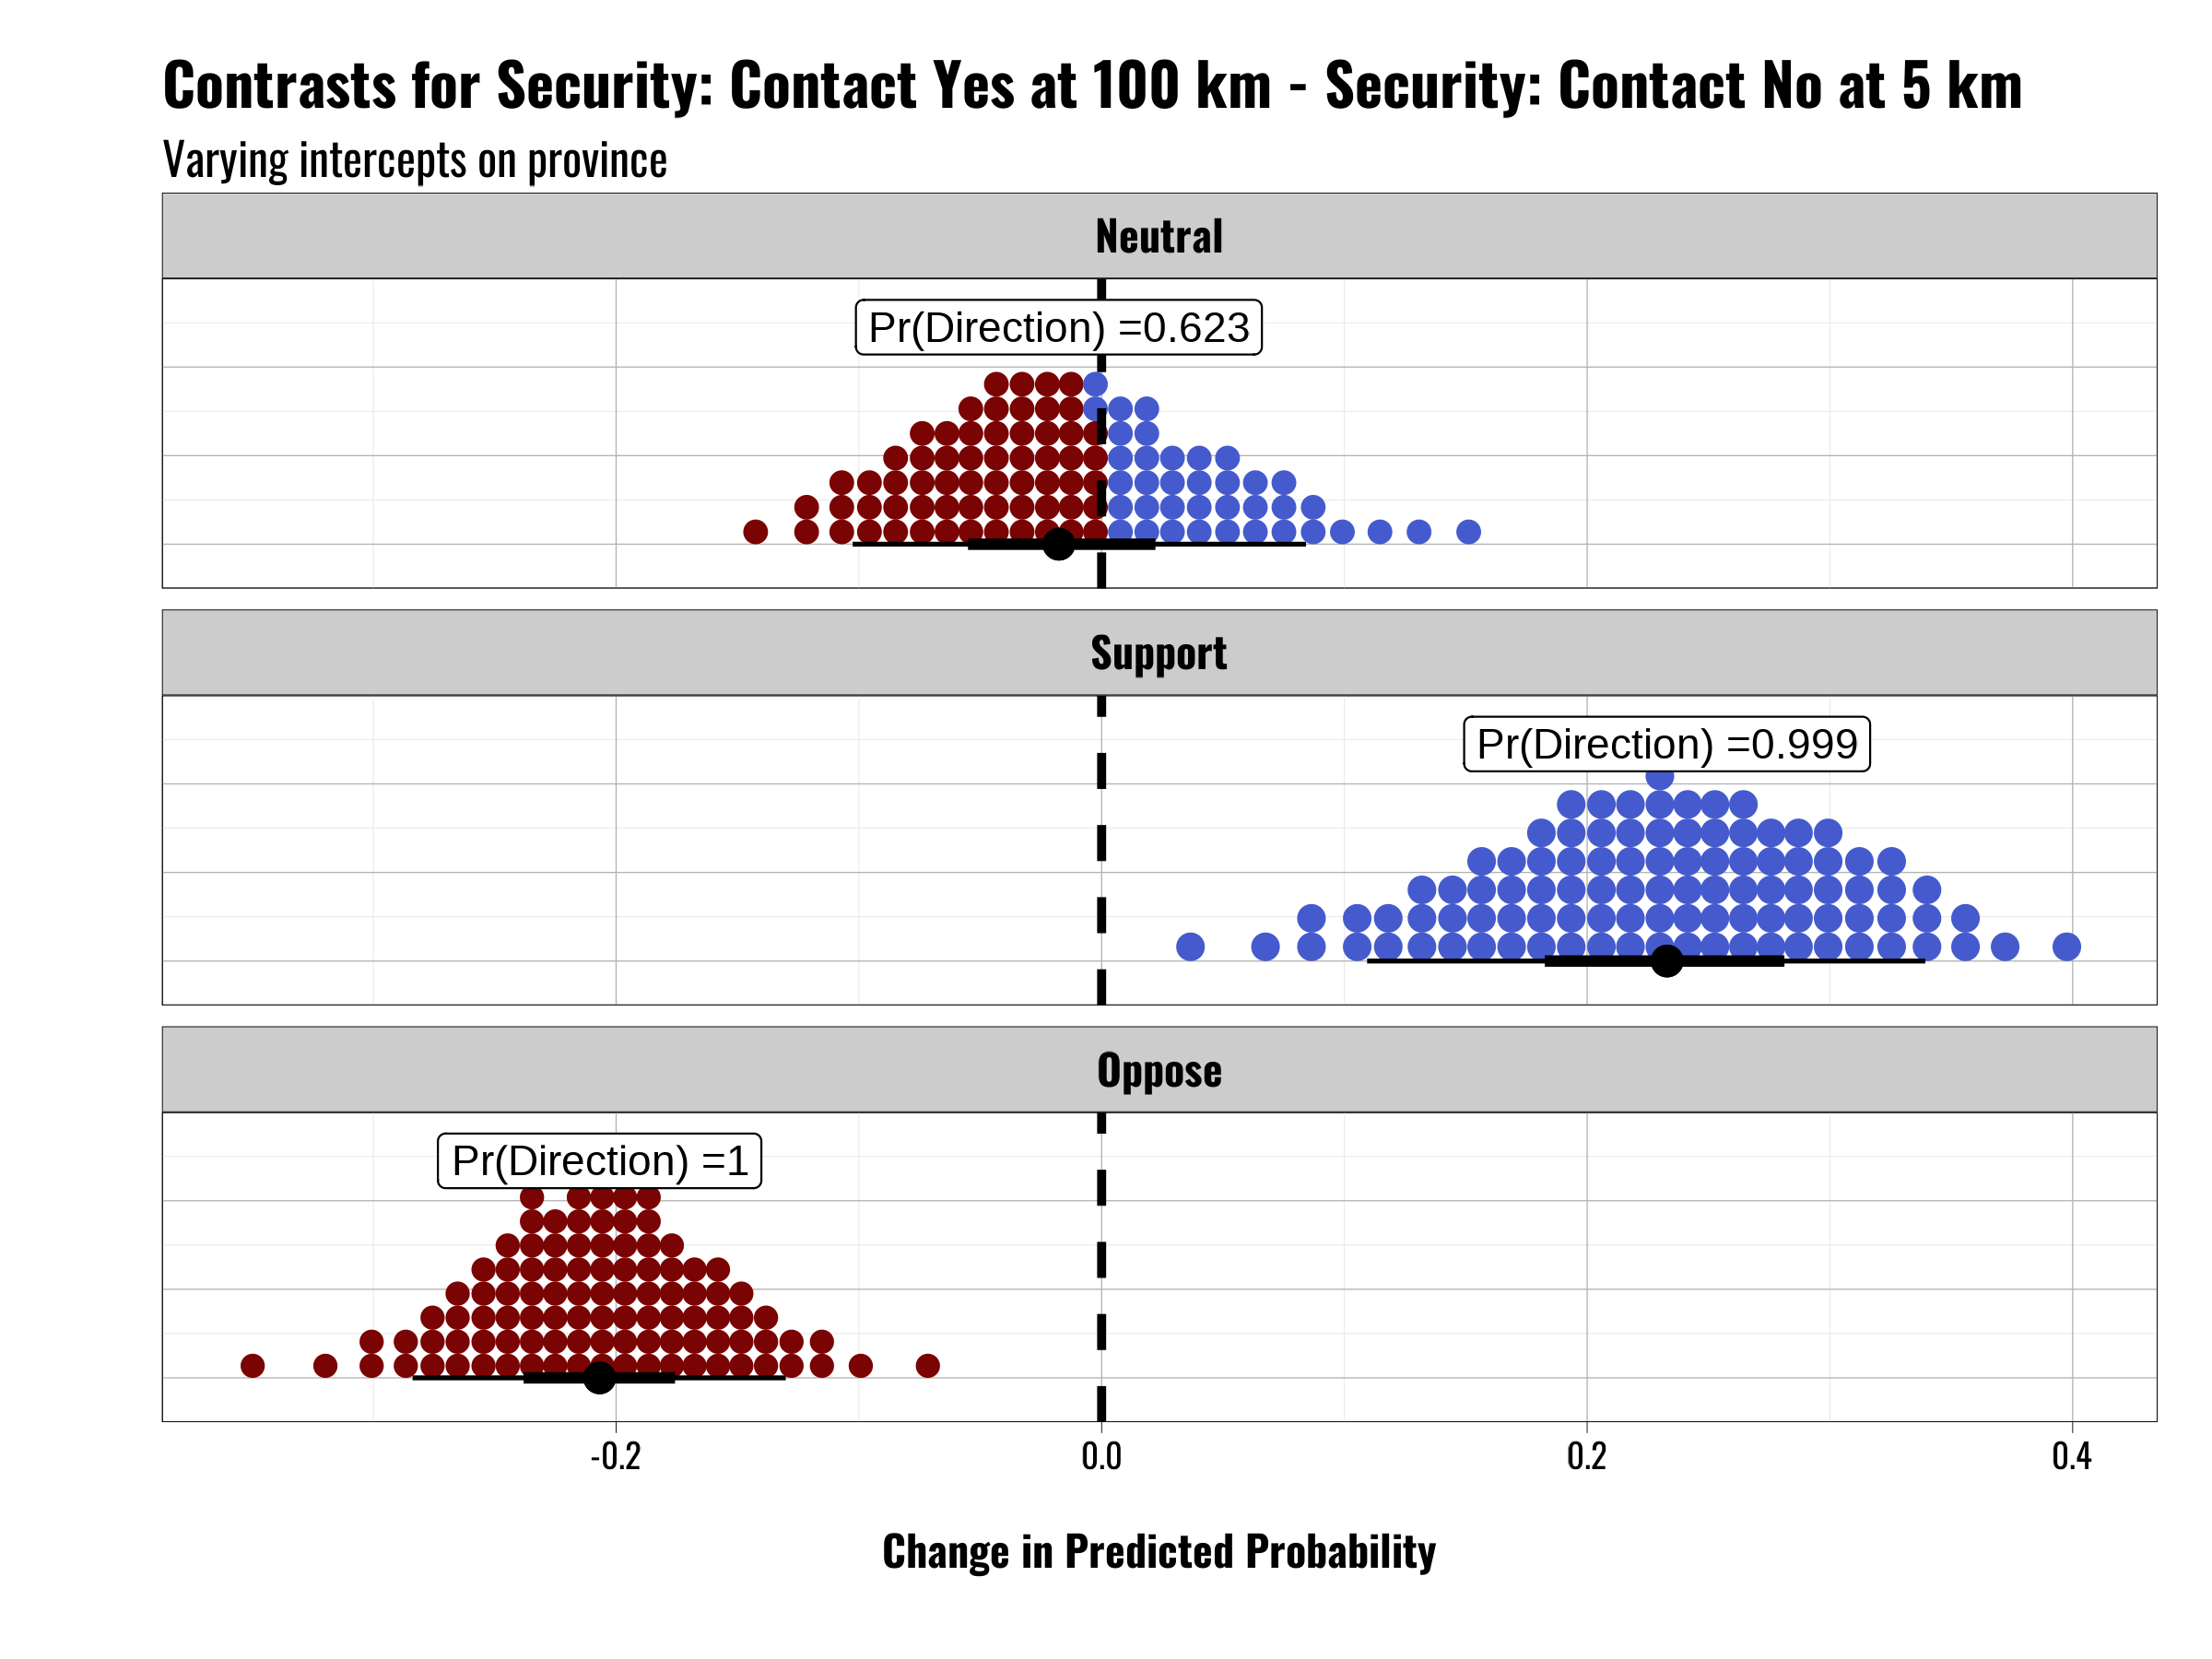 Contrasts for Security: Contact Yes at 100 km - Security: Contact No at 5 km
Varying intercepts on province
Neutral
Pr(Direction) =0.623
Support
Pr(Direction) =0.999
Oppose
Pr(Direction) =1
-0.2 0.0 0.2 0.4
Change in Predicted Probability